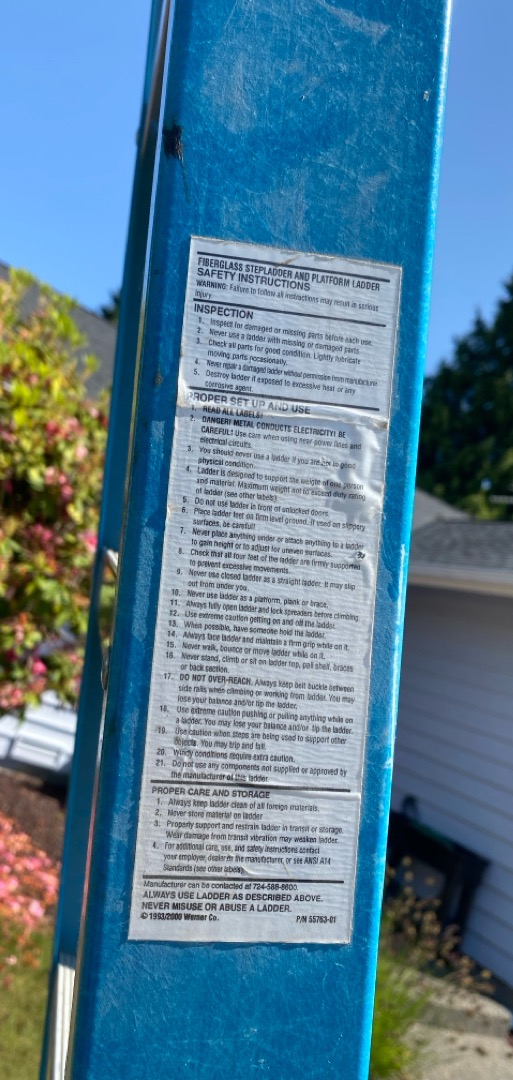 FIBERGLASS STEPLADDER AND PLATFORM LADDER
SAFETY INSTRUCTIONS
WARNING: Failure to follow all instructions may result in serious
injury.
INSPECTION
1. Inspect for damaged or missing parts before each use.
2. Never use a ladder with missing or damaged parts.
3. Check all parts for good condition. Lightly lubricate
moving parts occasionally.
4. Never repair a damaged ladder without permission from manufacturer.
5. Destroy ladder if exposed to excessive heat or any
corrosive agent.
PROPER SET-UP AND USE
1. READ ALL LABELS!
2. DANGER! METAL CONDUCTS ELECTRICITY! BE
CAREFUL! Use care when using near power lines and
electrical circuits.
3. You should never use a ladder if you are not in good
physical condition.
4. Ladder is designed to support the weight of one person
and material. Maximum weight not to exceed duty rating
of ladder (see other labels).
5. Do not use ladder in front of unlocked doors.
6. Place ladder feet on firm level ground. If used on slippery
surfaces, be careful!
7. Never place anything under or attach anything to a ladder
to gain height or to adjust for uneven surfaces.
8. Check that all four feet of the ladder are firmly supported
to prevent excessive movements.
9. Never use closed ladder as a straight ladder. It may slip
out from under you.
10. Never use ladder as a platform, plank or brace.
11. Always fully open ladder and lock spreaders before climbing.
12. Use extreme caution getting on and off the ladder.
13. When possible, have someone hold the ladder.
14. Always face ladder and maintain a firm grip while on it.
15. Never walk, bounce or move ladder while on it.
16. Never stand, climb or sit on ladder top, pail shelf, braces
or back section.
17. DO NOT OVER-REACH. Always keep belt buckle between
side rails when climbing or working from ladder. You may
lose your balance and/or tip the ladder.
18. Use extreme caution pushing or pulling anything while on
a ladder. You may lose your balance and/or tip the ladder.
19. Use caution when steps are being used to support other
objects. You may trip and fall.
20. Windy conditions require extra caution.
21. Do not use any components not supplied or approved by
the manufacturer of this ladder.
PROPER CARE AND STORAGE
1. Always keep ladder clean of all foreign materials.
2. Never store material on ladder
3. Properly support and restrain ladder in transit or storage.
Wear damage from transit vibration may weaken ladder.
4. For additional care, use, and safety instructions contact
your employer, dealer or the manufacturer, or see ANSI A14
Standards (see other labels).
Manufacturer can be contacted at 724-588-8600.
ALWAYS USE LADDER AS DESCRIBED ABOVE.
NEVER MISUSE OR ABUSE A LADDER.
© 1993/2000 Werner Co. P/N 55763-01